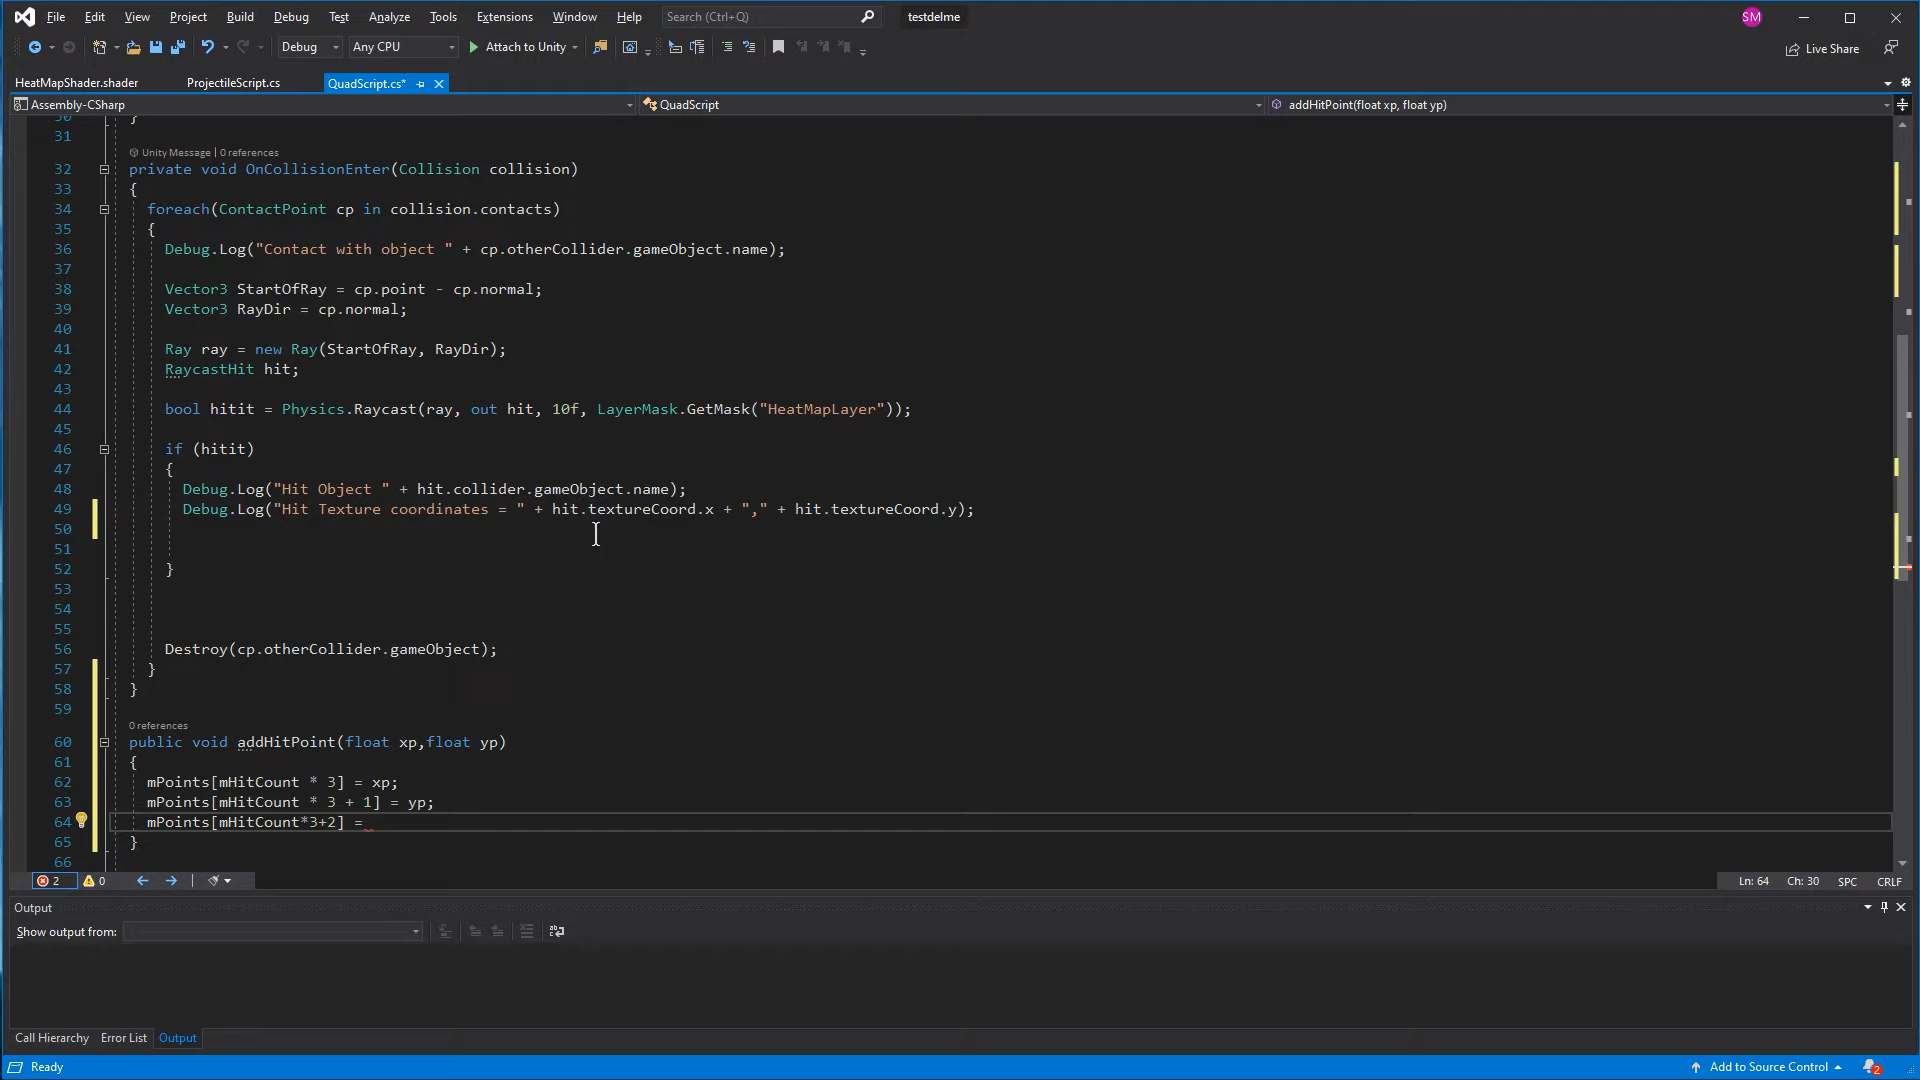 File Edit View Project Build Debug Test Analyze Tools Extensions Window Help Search (Ctrl+Q) testdelme SM
Debug Any CPU Attach to Unity Live Share
HeatMapShader.shader ProjectileScript.cs QuadScript.cs*
Assembly-CSharp QuadScript addHitPoint(float xp, float yp)
30 }
31
Unity Message | 0 references
32 private void OnCollisionEnter(Collision collision)
33 {
34 foreach(ContactPoint cp in collision.contacts)
35 {
36 Debug.Log("Contact with object " + cp.otherCollider.gameObject.name);
37
38 Vector3 StartOfRay = cp.point - cp.normal;
39 Vector3 RayDir = cp.normal;
40
41 Ray ray = new Ray(StartOfRay, RayDir);
42 RaycastHit hit;
43
44 bool hitit = Physics.Raycast(ray, out hit, 10f, LayerMask.GetMask("HeatMapLayer"));
45
46 if (hitit)
47 {
48 Debug.Log("Hit Object " + hit.collider.gameObject.name);
49 Debug.Log("Hit Texture coordinates = " + hit.textureCoord.x + "," + hit.textureCoord.y);
50
51
52 }
53
54
55
56 Destroy(cp.otherCollider.gameObject);
57 }
58 }
59
0 references
60 public void addHitPoint(float xp,float yp)
61 {
62 mPoints[mHitCount * 3] = xp;
63 mPoints[mHitCount * 3 + 1] = yp;
64 mPoints[mHitCount*3+2] =
65 }
66
2 0 Ln: 64 Ch: 30 SPC CRLF
Output
Show output from:
Call Hierarchy Error List Output
Ready Add to Source Control 2